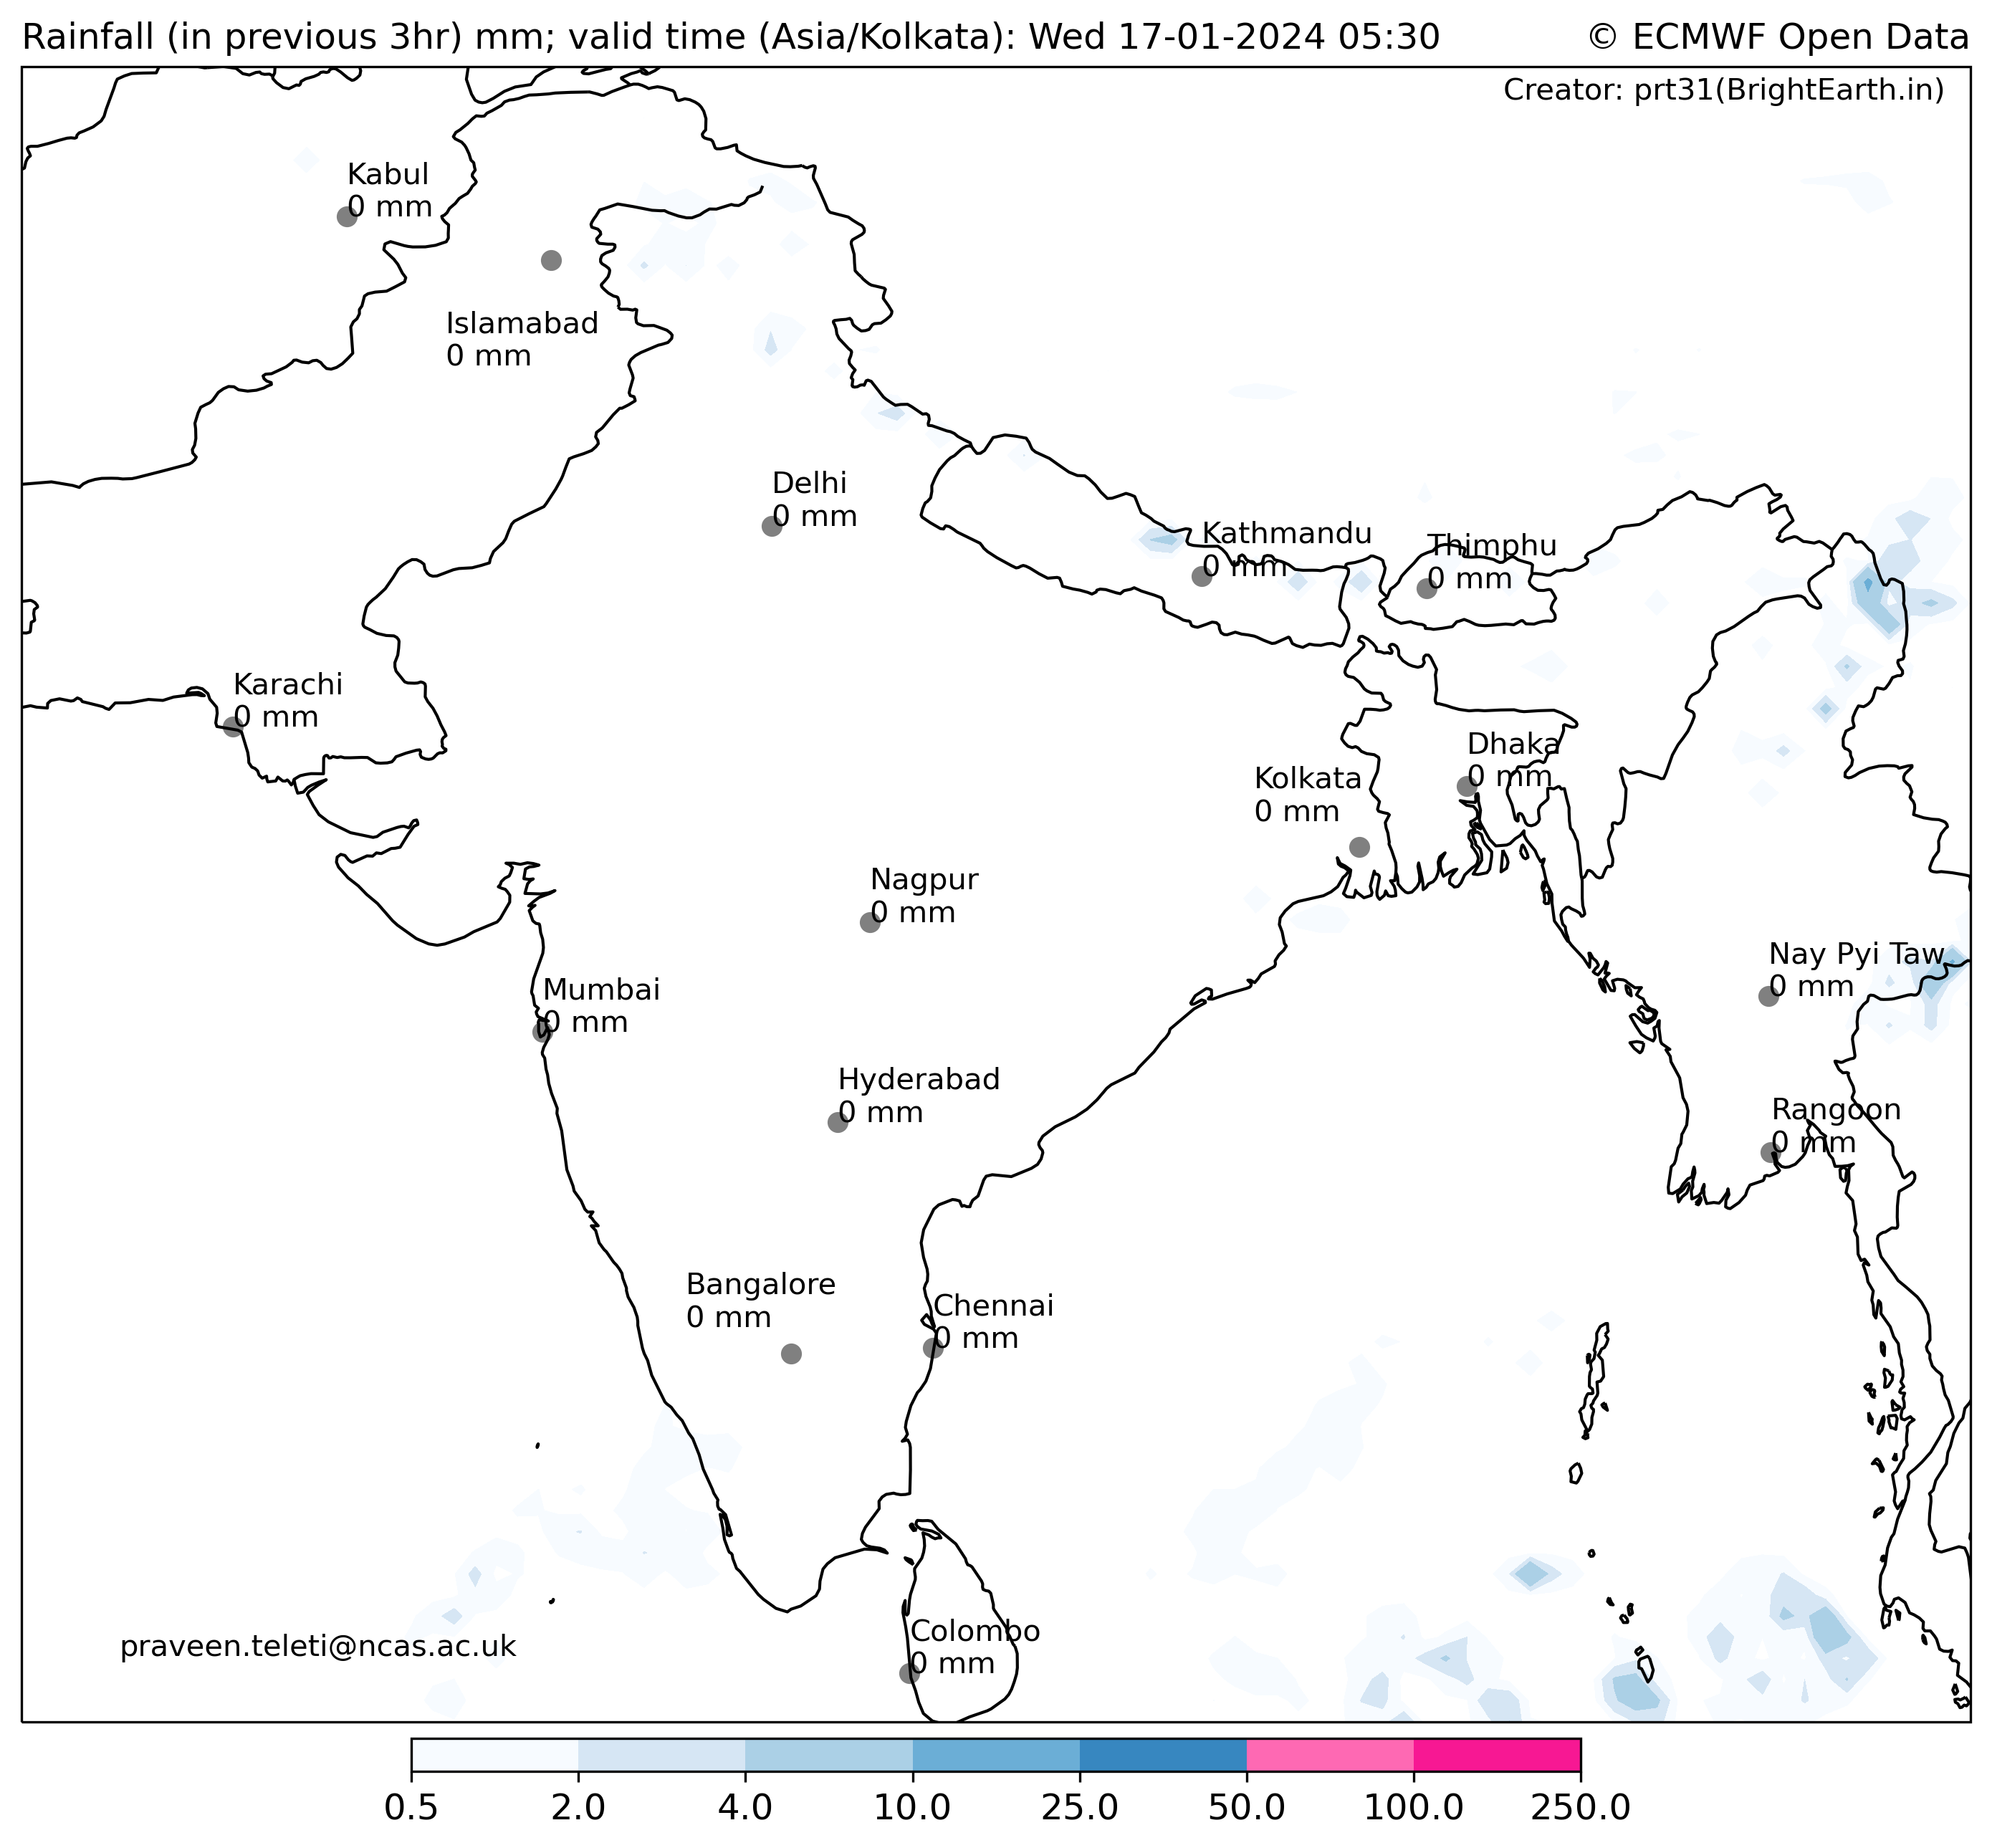 Rainfall (in previous 3hr) mm; valid time (Asia/Kolkata): Wed 17-01-2024 05:30 © ECMWF Open Data
Creator: prt31(BrightEarth.in)
Kabul
0 mm
Islamabad
0 mm
Delhi
0 mm
Kathmandu
0 mm
Thimphu
0 mm
Karachi
0 mm
Dhaka
0 mm
Kolkata
0 mm
Nagpur
0 mm
Nay Pyi Taw
0 mm
Mumbai
0 mm
Hyderabad
0 mm
Rangoon
0 mm
Bangalore
0 mm
Chennai
0 mm
Colombo
0 mm
praveen.teleti@ncas.ac.uk
0.5 2.0 4.0 10.0 25.0 50.0 100.0 250.0